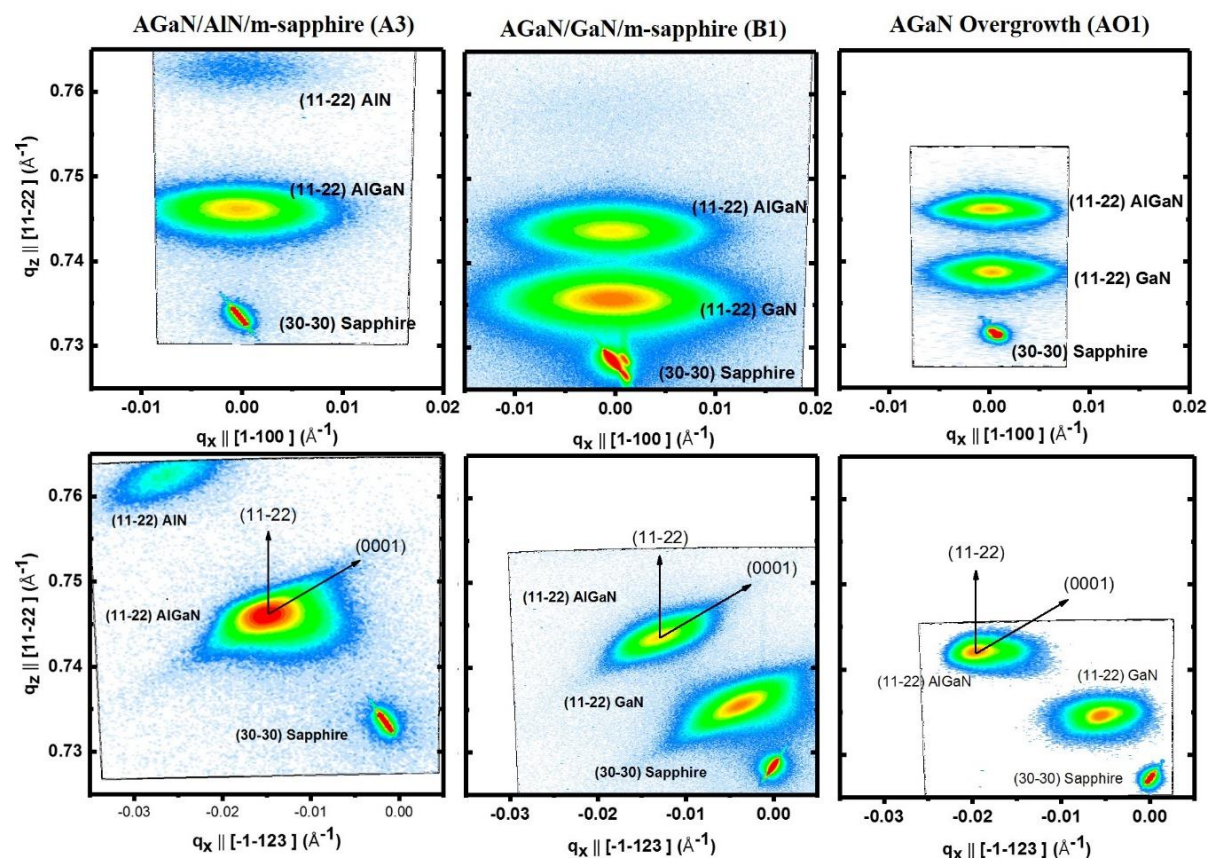 AGaN/AlN/m-sapphire (A3)
AGaN/GaN/m-sapphire (B1)
AGaN Overgrowth (AO1)
q_z || [11-22] (Å⁻¹)
0.76
0.75
0.74
0.73
(11-22) AlN
(11-22) AlGaN
(30-30) Sapphire
-0.01
0.00
0.01
0.02
q_x || [1-100 ] (Å⁻¹)
(11-22) AlGaN
(11-22) GaN
(30-30) Sapphire
-0.01
0.00
0.01
0.02
q_x || [1-100 ] (Å⁻¹)
(11-22) AlGaN
(11-22) GaN
(30-30) Sapphire
-0.01
0.00
0.01
0.02
q_x || [1-100 ] (Å⁻¹)
q_z || [11-22] (Å⁻¹)
0.76
0.75
0.74
0.73
(11-22) AlN
(11-22)
(0001)
(11-22) AlGaN
(30-30) Sapphire
-0.03
-0.02
-0.01
0.00
q_x || [-1-123 ] (Å⁻¹)
(11-22)
(0001)
(11-22) AlGaN
(11-22) GaN
(30-30) Sapphire
-0.03
-0.02
-0.01
0.00
q_x || [-1-123 ] (Å⁻¹)
(11-22)
(0001)
(11-22) AlGaN
(11-22) GaN
(30-30) Sapphire
-0.03
-0.02
-0.01
0.00
q_x || [-1-123 ] (Å⁻¹)